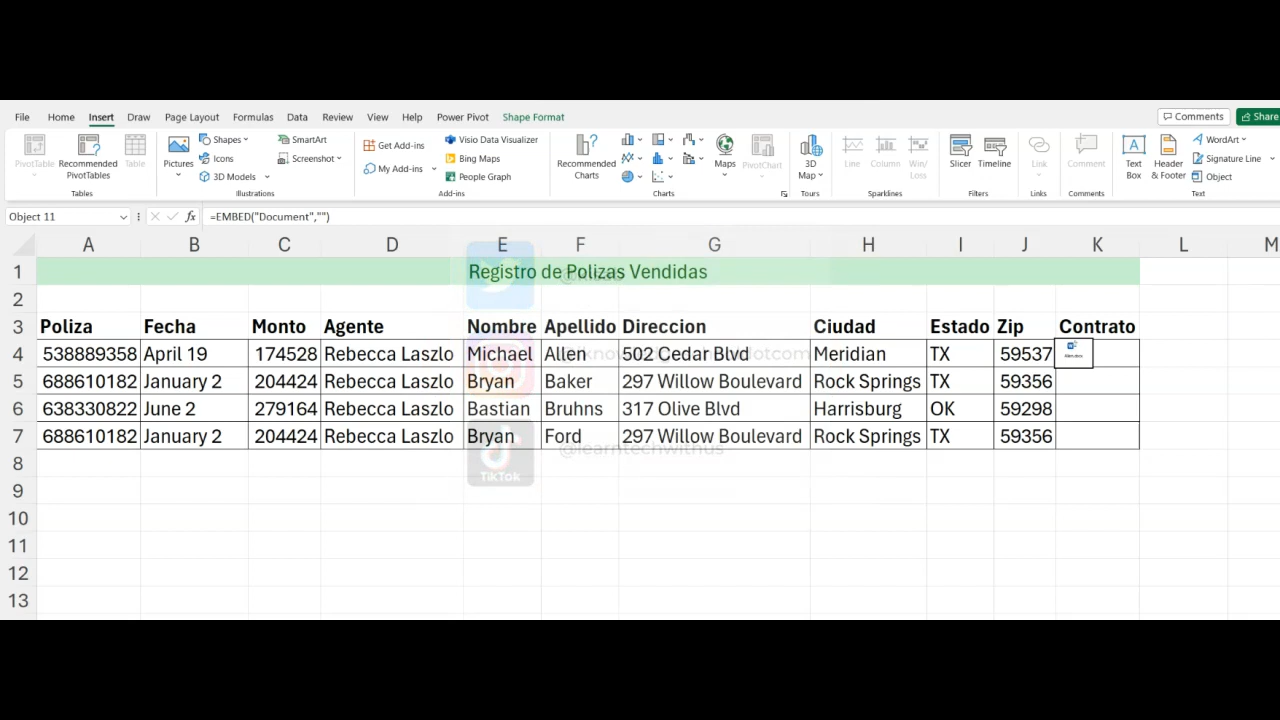 File Home Insert Draw Page Layout Formulas Data Review View Help Power Pivot Shape Format Comments Share
PivotTable Recommended PivotTables Table Pictures Shapes Icons 3D Models SmartArt Screenshot Get Add-ins My Add-ins Visio Data Visualizer Bing Maps People Graph Recommended Charts Maps PivotChart 3D Map Line Column Win/Loss Slicer Timeline Link Comment Text Box Header & Footer WordArt Signature Line Object
Tables Illustrations Add-ins Charts Tours Sparklines Filters Links Comments Text
Object 11 fx =EMBED("Document","")
A B C D E F G H I J K L M
1 Registro de Polizas Vendidas
2
3 Poliza Fecha Monto Agente Nombre Apellido Direccion Ciudad Estado Zip Contrato
4 538889358 April 19 174528 Rebecca Laszlo Michael Allen 502 Cedar Blvd Meridian TX 59537
5 688610182 January 2 204424 Rebecca Laszlo Bryan Baker 297 Willow Boulevard Rock Springs TX 59356
6 638330822 June 2 279164 Rebecca Laszlo Bastian Bruhns 317 Olive Blvd Harrisburg OK 59298
7 688610182 January 2 204424 Rebecca Laszlo Bryan Ford 297 Willow Boulevard Rock Springs TX 59356
@learntechwithus
8
TikTok
9
10
11
12
13